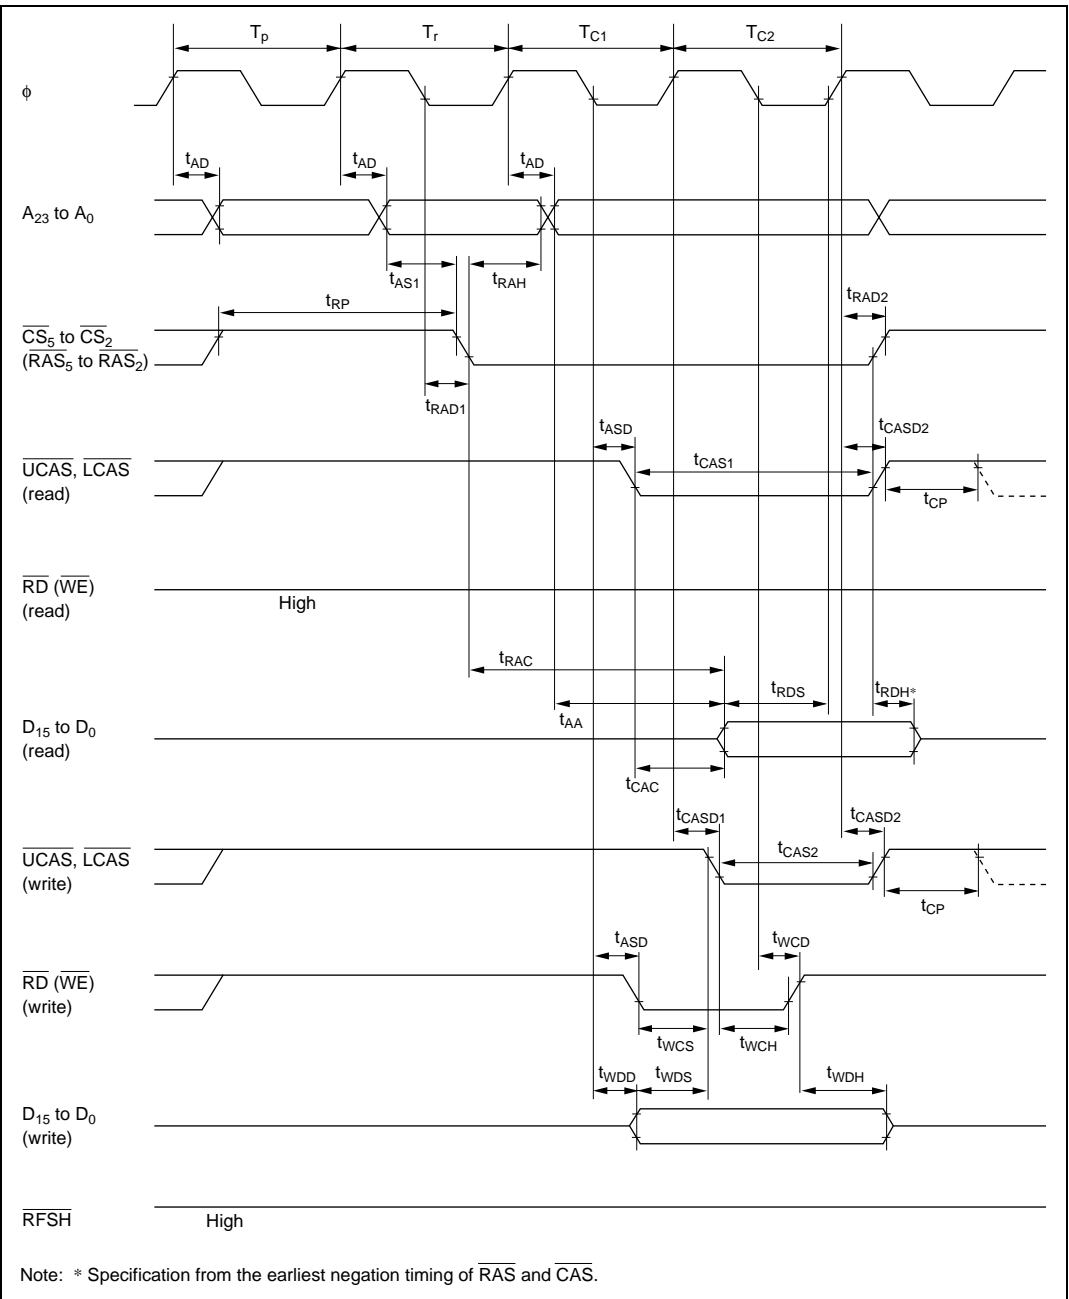 Tp Tr TC1 TC2
ϕ
tAD tAD tAD
A23 to A0
tAS1 tRAH
tRAD2
tRP
CS5 to CS2
(RAS5 to RAS2)
tRAD1
tASD tCASD2
UCAS, LCAS
(read)
tCAS1
tCP
RD (WE)
(read)
High
tRAC
tRDS tRDH*
tAA
D15 to D0
(read)
tCAC
tCASD1 tCASD2
UCAS, LCAS
(write)
tCAS2
tCP
tASD tWCD
RD (WE)
(write)
tWCS tWCH
tWDD tWDS tWDH
D15 to D0
(write)
RFSH
High
Note: * Specification from the earliest negation timing of RAS and CAS.